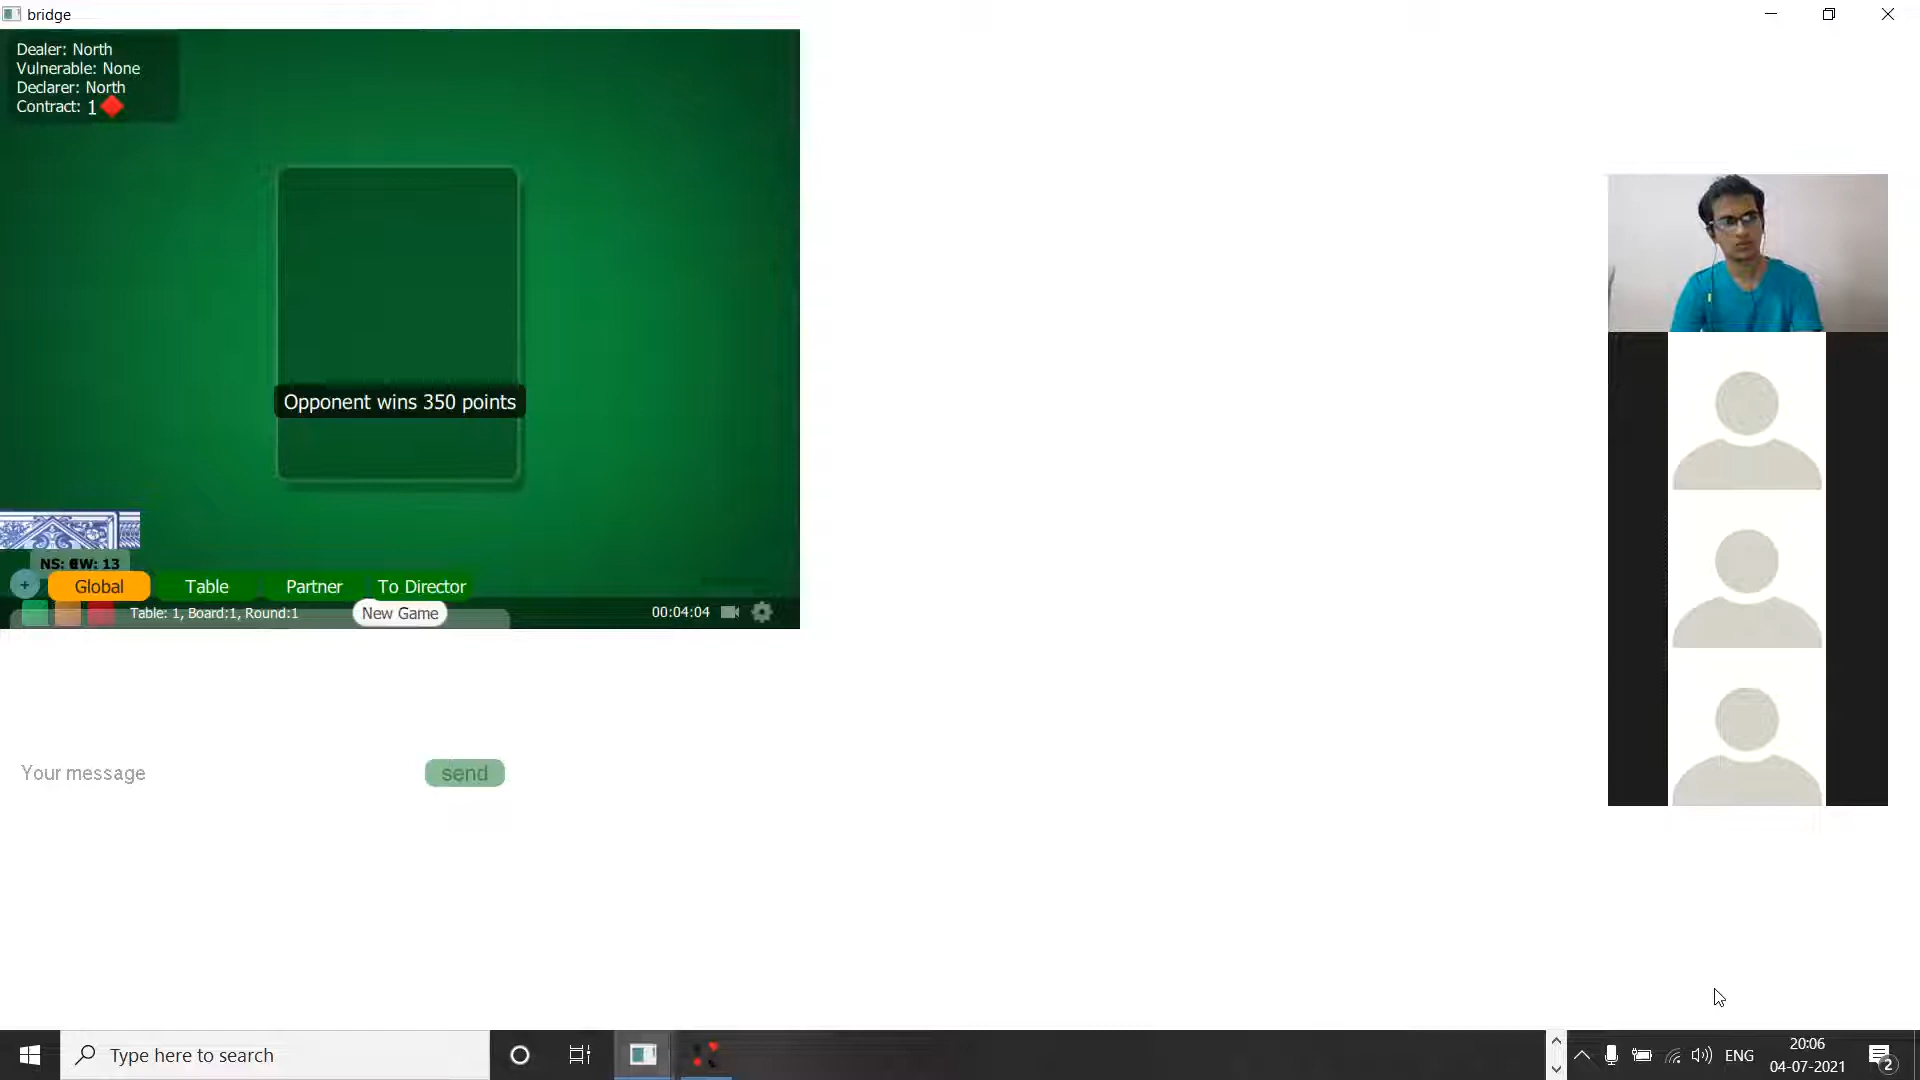 bridge
Dealer: North
Vulnerable: None
Declarer: North
Contract: 1♦
Opponent wins 350 points
NS: EW: 13
+
Global
Table
Partner
To Director
Table: 1, Board:1, Round:1
New Game
00:04:04
Your message
send
Type here to search
ENG
20:06
04-07-2021
2